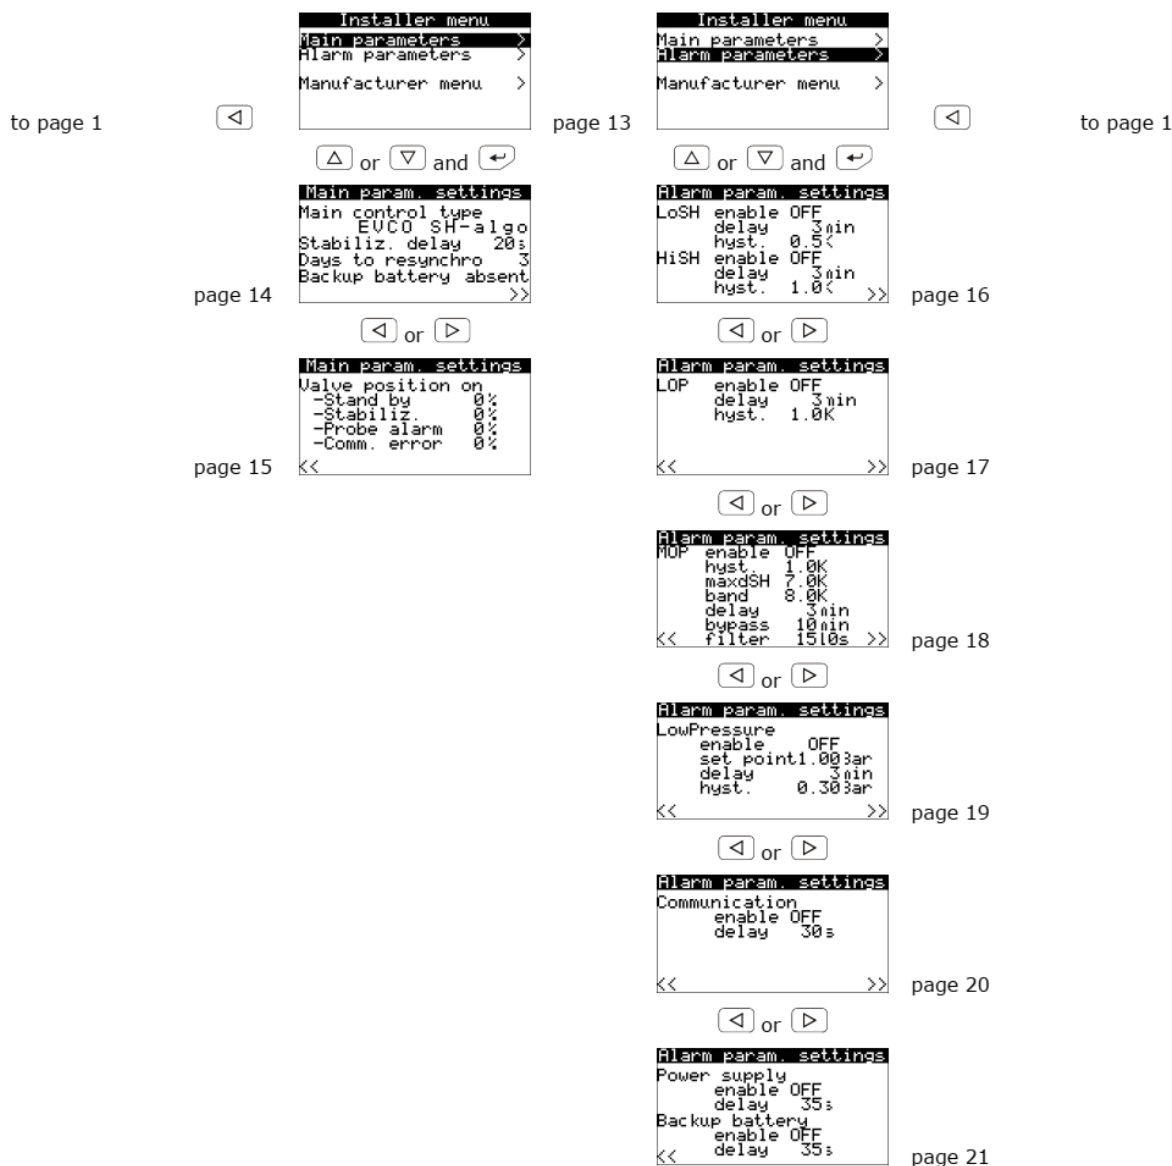 Installer menu
Main parameters >
Alarm parameters >
Manufacturer menu >
to page 1
page 13
or and
Main param. settings
Main control type
EVCO SH-algo
Stabiliz. delay 20s
Days to resynchro 3
Backup battery absent
>>
page 14
or
Main param. settings
Valve position on
-Stand by 0%
-Stabiliz. 0%
-Probe alarm 0%
-Comm. error 0%
<<
page 15
Installer menu
Main parameters >
Alarm parameters >
Manufacturer menu >
to page 1
or and
Alarm param. settings
LoSH enable OFF
delay 3min
hyst. 0.5K
HiSH enable OFF
delay 3min
hyst. 1.0K >>
page 16
or
Alarm param. settings
LOP enable OFF
delay 3min
hyst. 1.0K
<< >>
page 17
or
Alarm param. settings
MOP enable OFF
hyst. 1.0K
maxdSH 7.0K
band 8.0K
delay 3min
bypass 10min
<< filter >>
page 18
or
Alarm param. settings
LowPressure
enable OFF
set point1.00Bar
delay 3min
hyst. 0.30Bar
<< >>
page 19
or
Alarm param. settings
Communication
enable OFF
delay 30s
<< >>
page 20
or
Alarm param. settings
Power supply
enable OFF
delay 35s
Backup battery
enable OFF
<< delay 35s
page 21